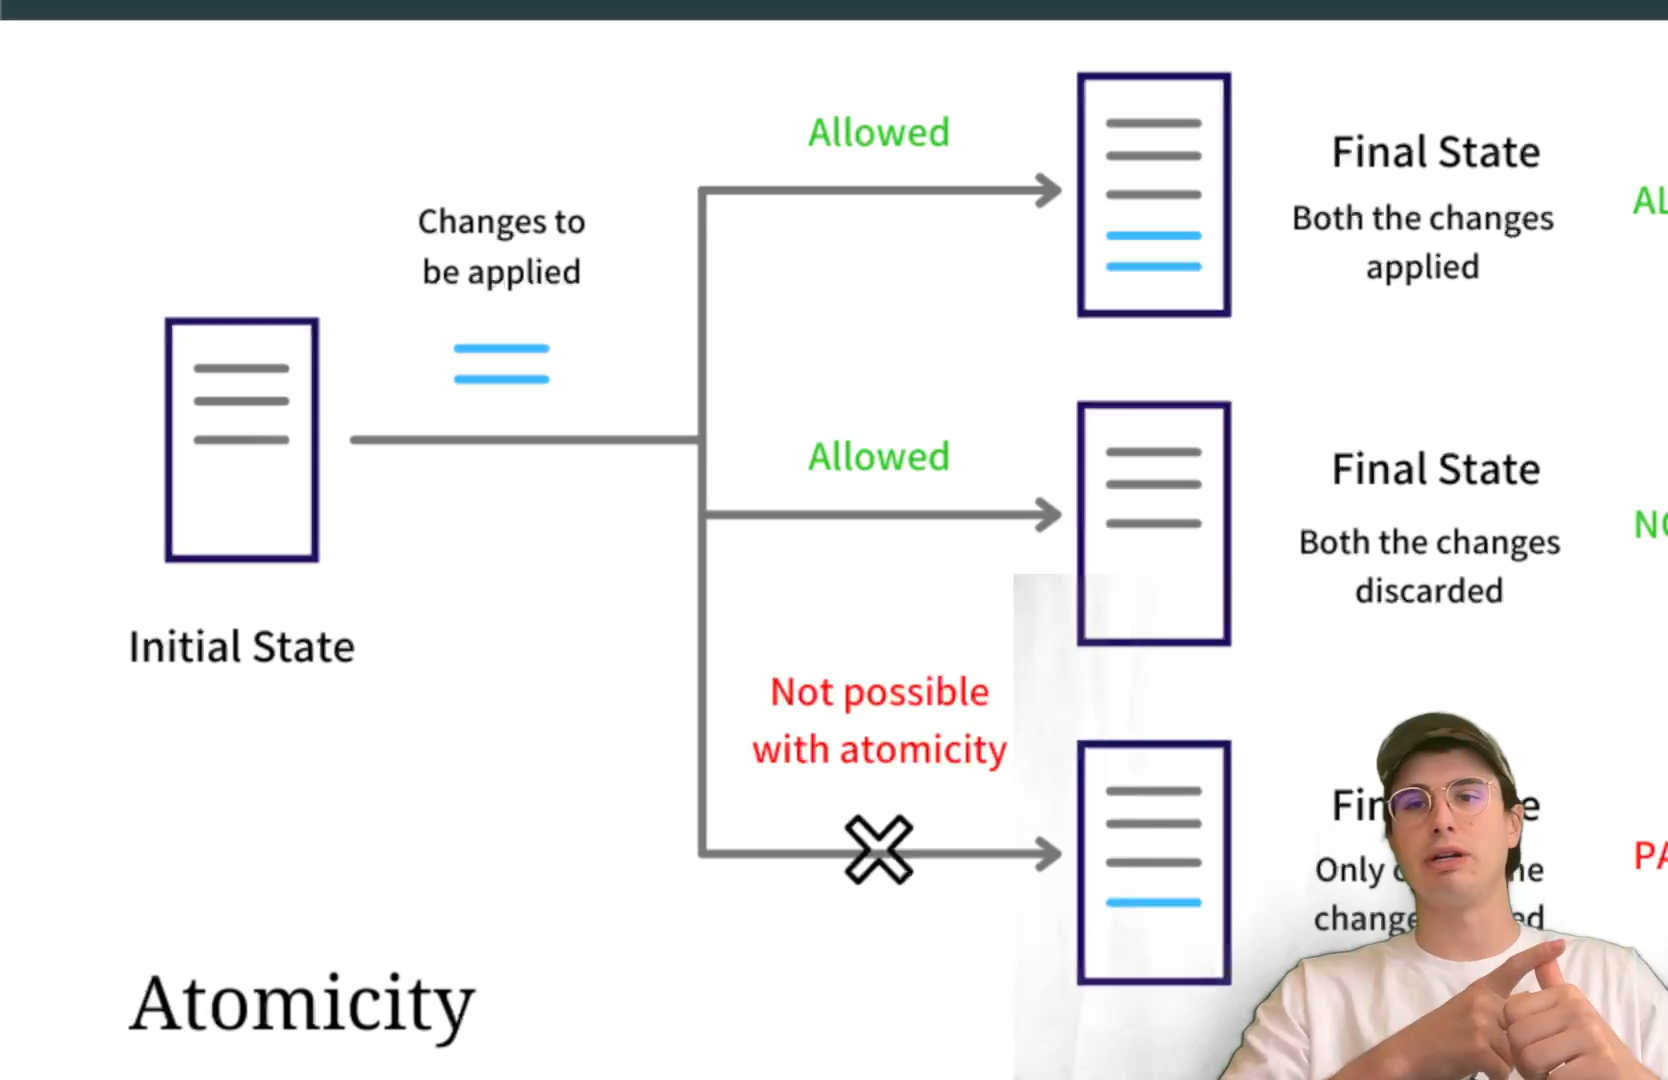 Allowed
Final State
Both the changes
applied
Changes to
be applied
Allowed
Final State
Both the changes
discarded
Initial State
Not possible
with atomicity
Only
Atomicity